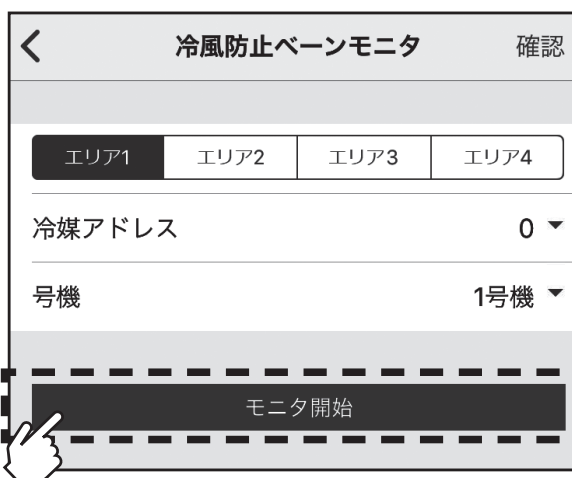 冷風防止ベーンモニタ 確認
エリア1 エリア2 エリア3 エリア4
冷媒アドレス 0
号機 1号機
モニタ開始